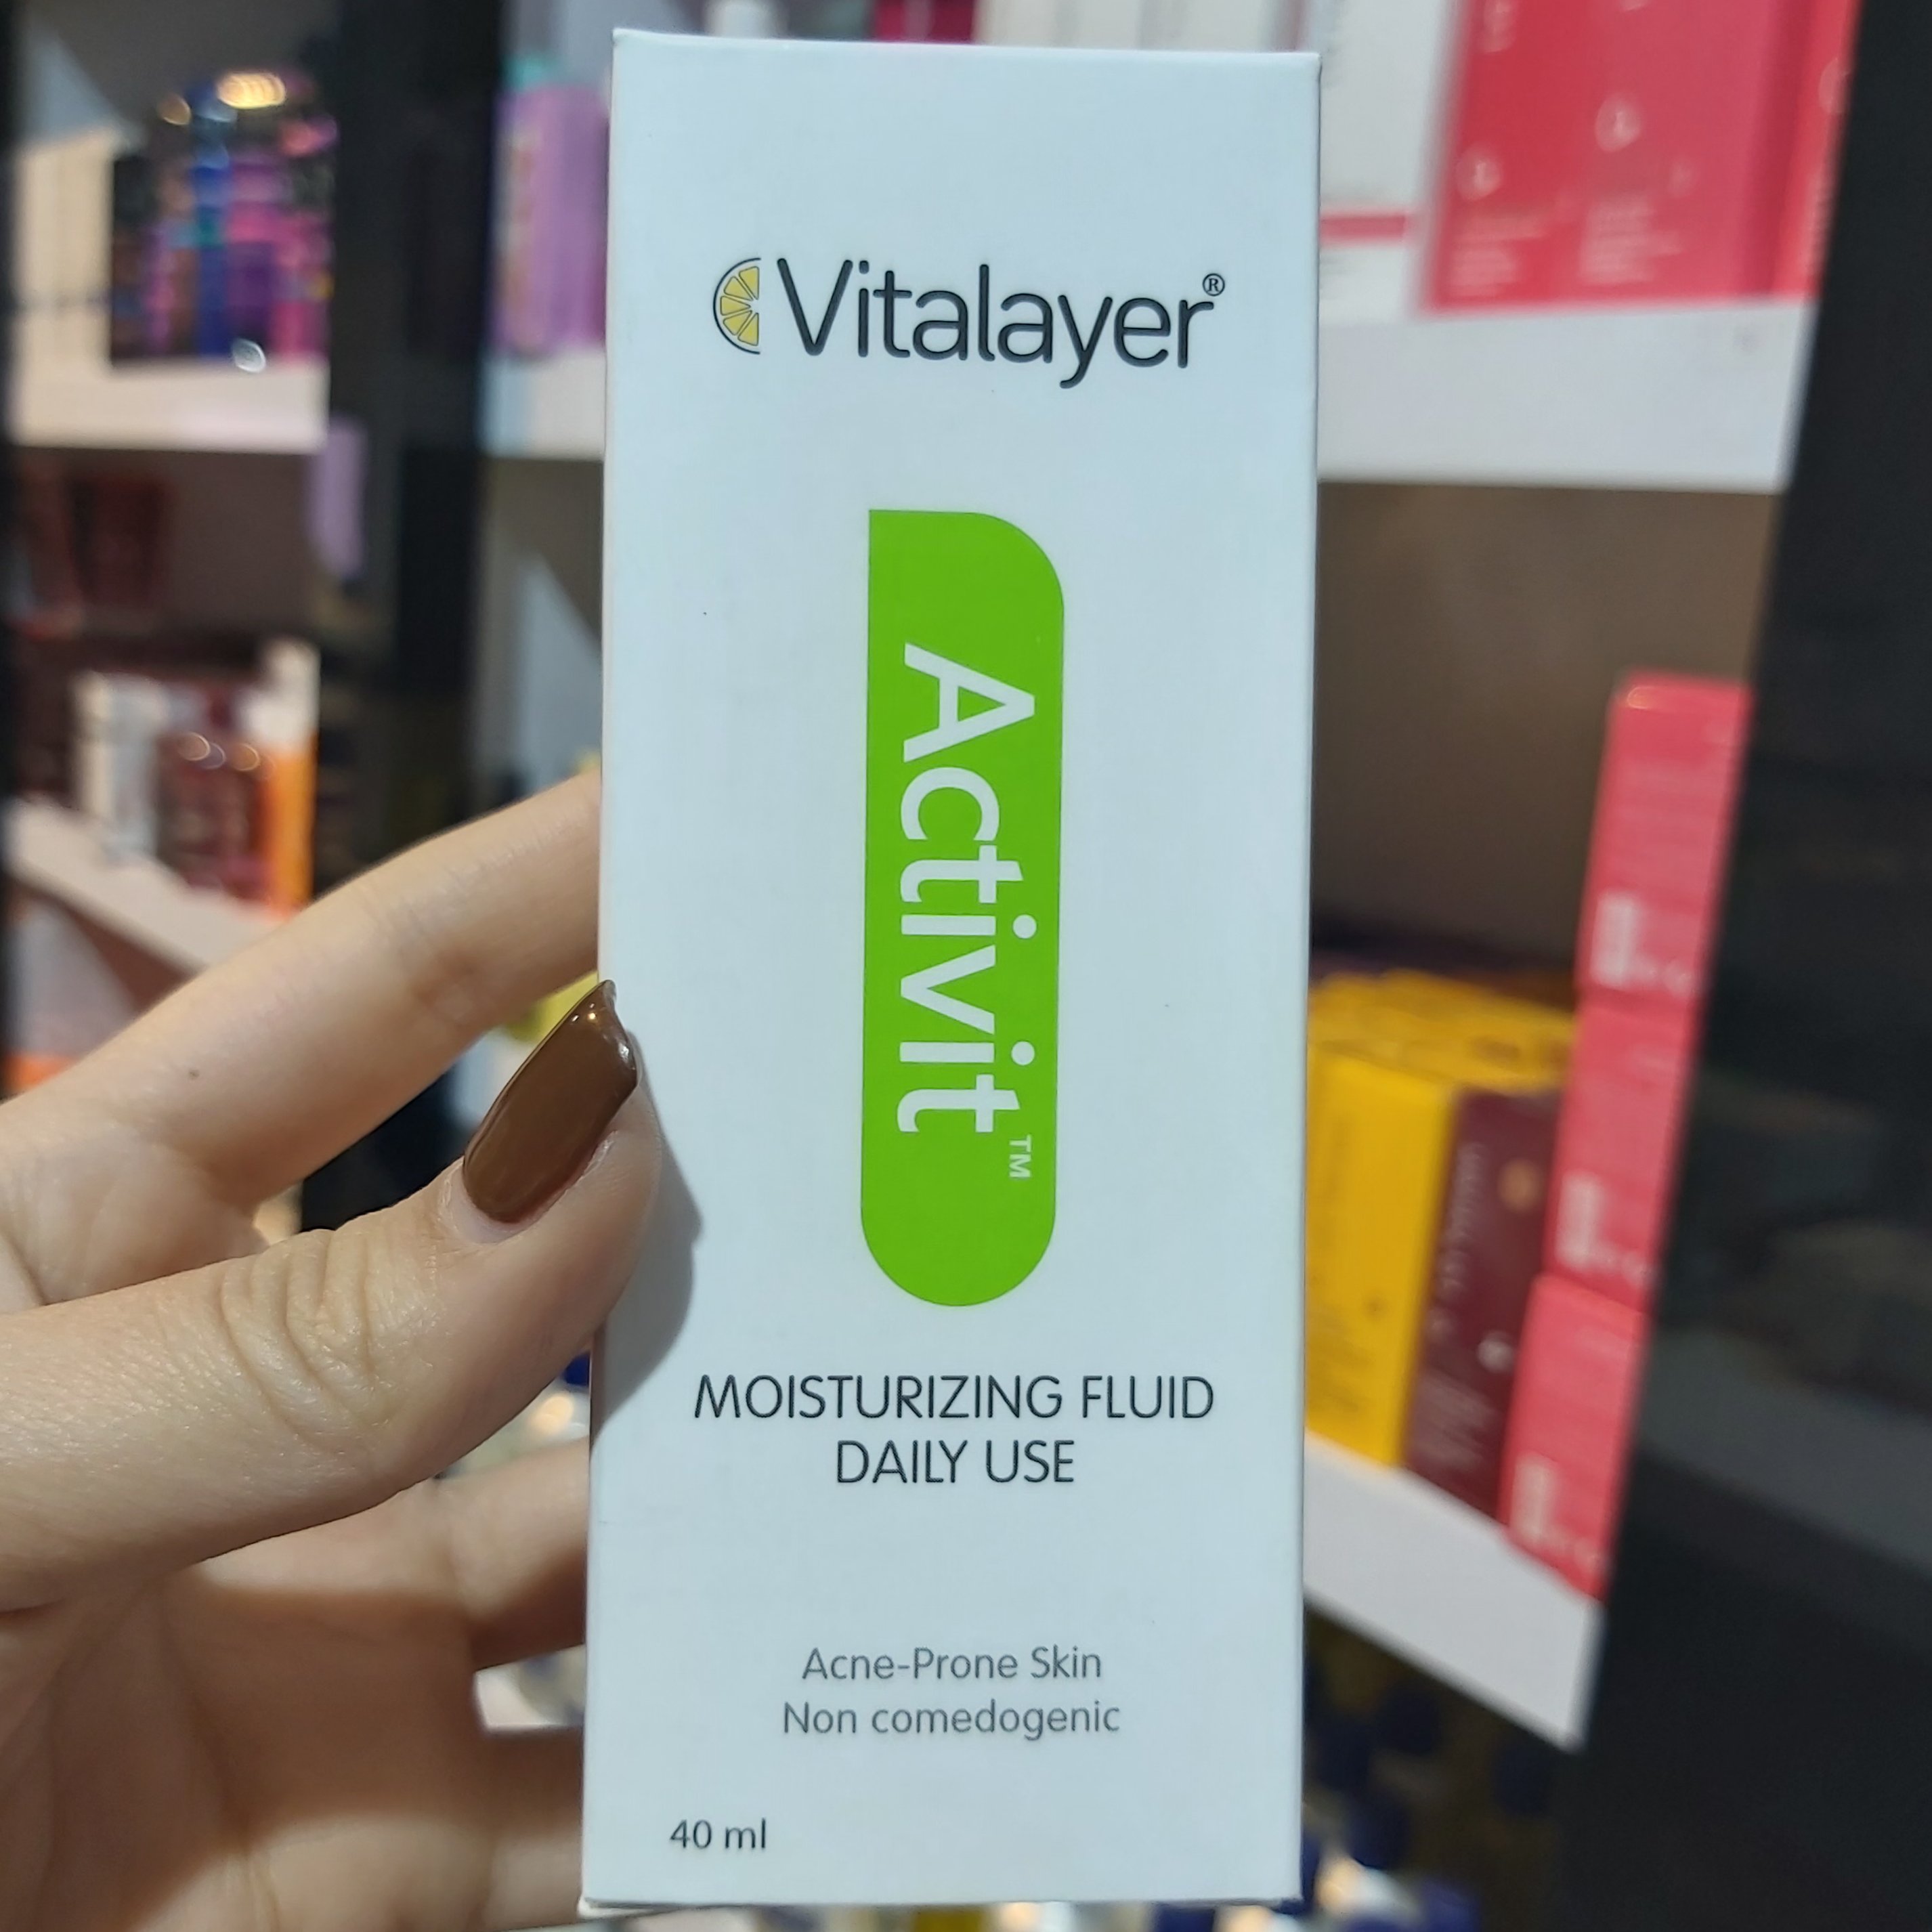 Vitalayer®
Activit™
MOISTURIZING FLUID
DAILY USE
Acne-Prone Skin
Non comedogenic
40 ml